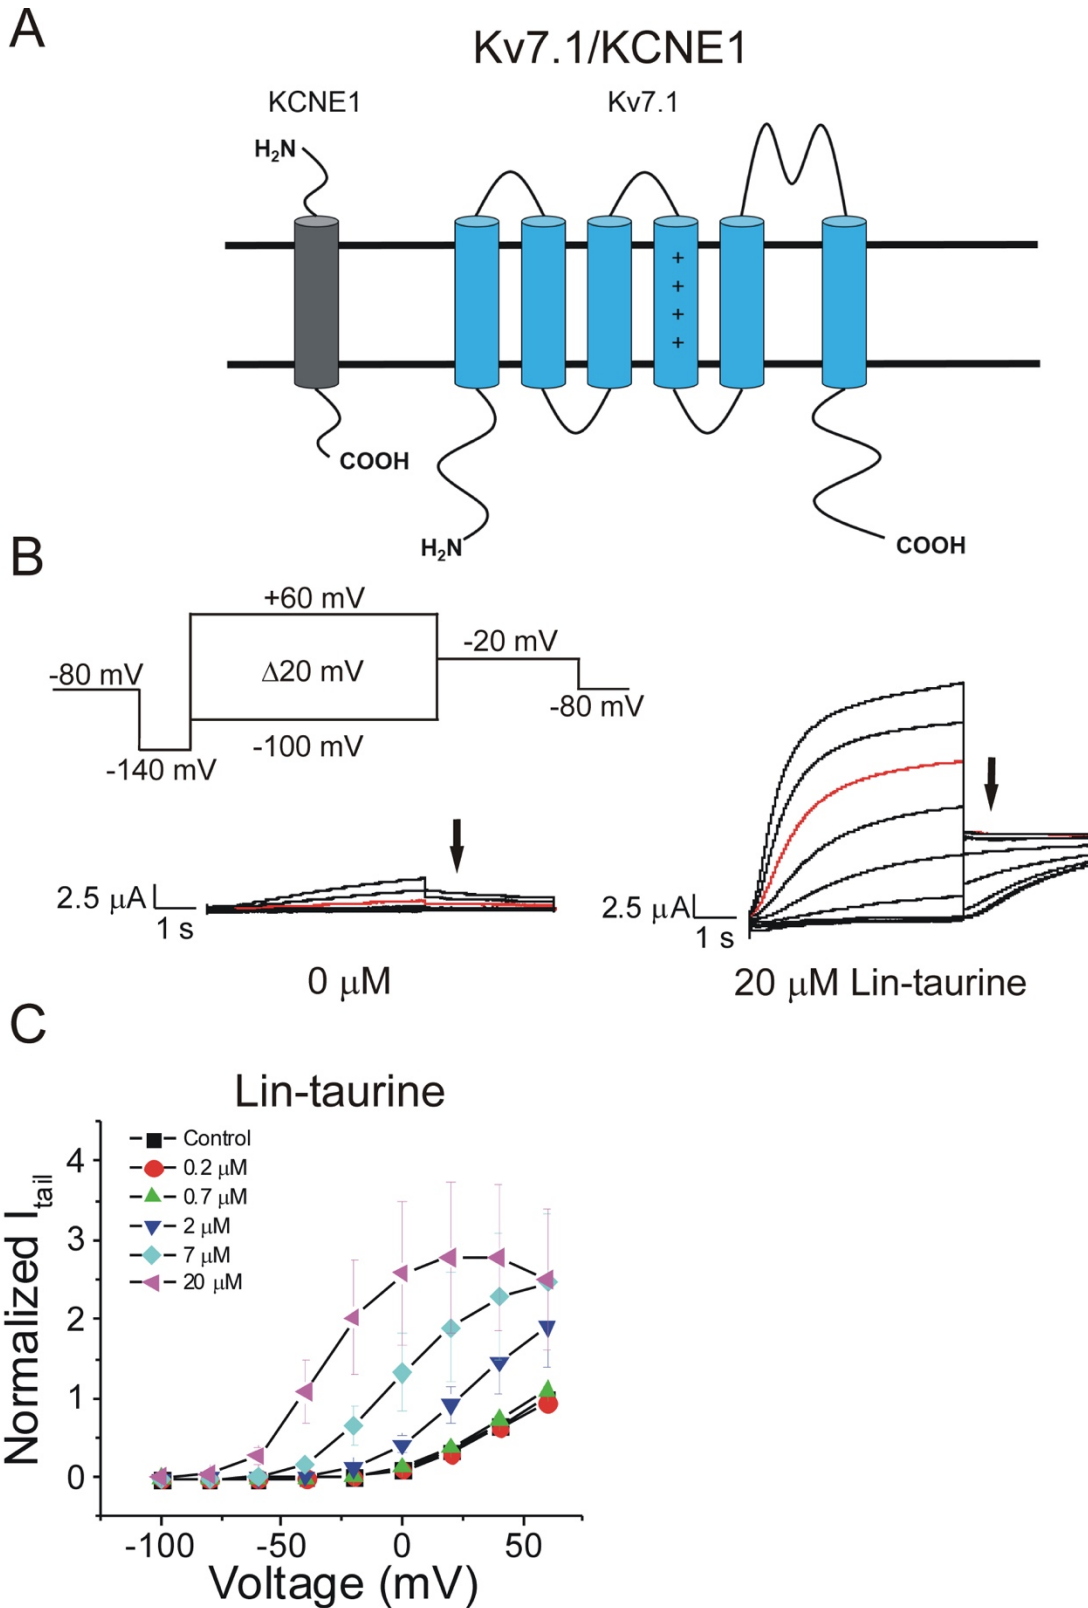 A
Kv7.1/KCNE1
KCNE1
Kv7.1
H₂N
+
+
+
+
COOH
H₂N
COOH
B
+60 mV
-20 mV
-80 mV
Δ20 mV
-80 mV
-100 mV
-140 mV
2.5 μA
1 s
0 μM
2.5 μA
1 s
20 μM Lin-taurine
C
Lin-taurine
Control
0.2 μM
0.7 μM
2 μM
7 μM
20 μM
Normalized Itail
4
3
2
1
0
-100
-50
0
50
Voltage (mV)